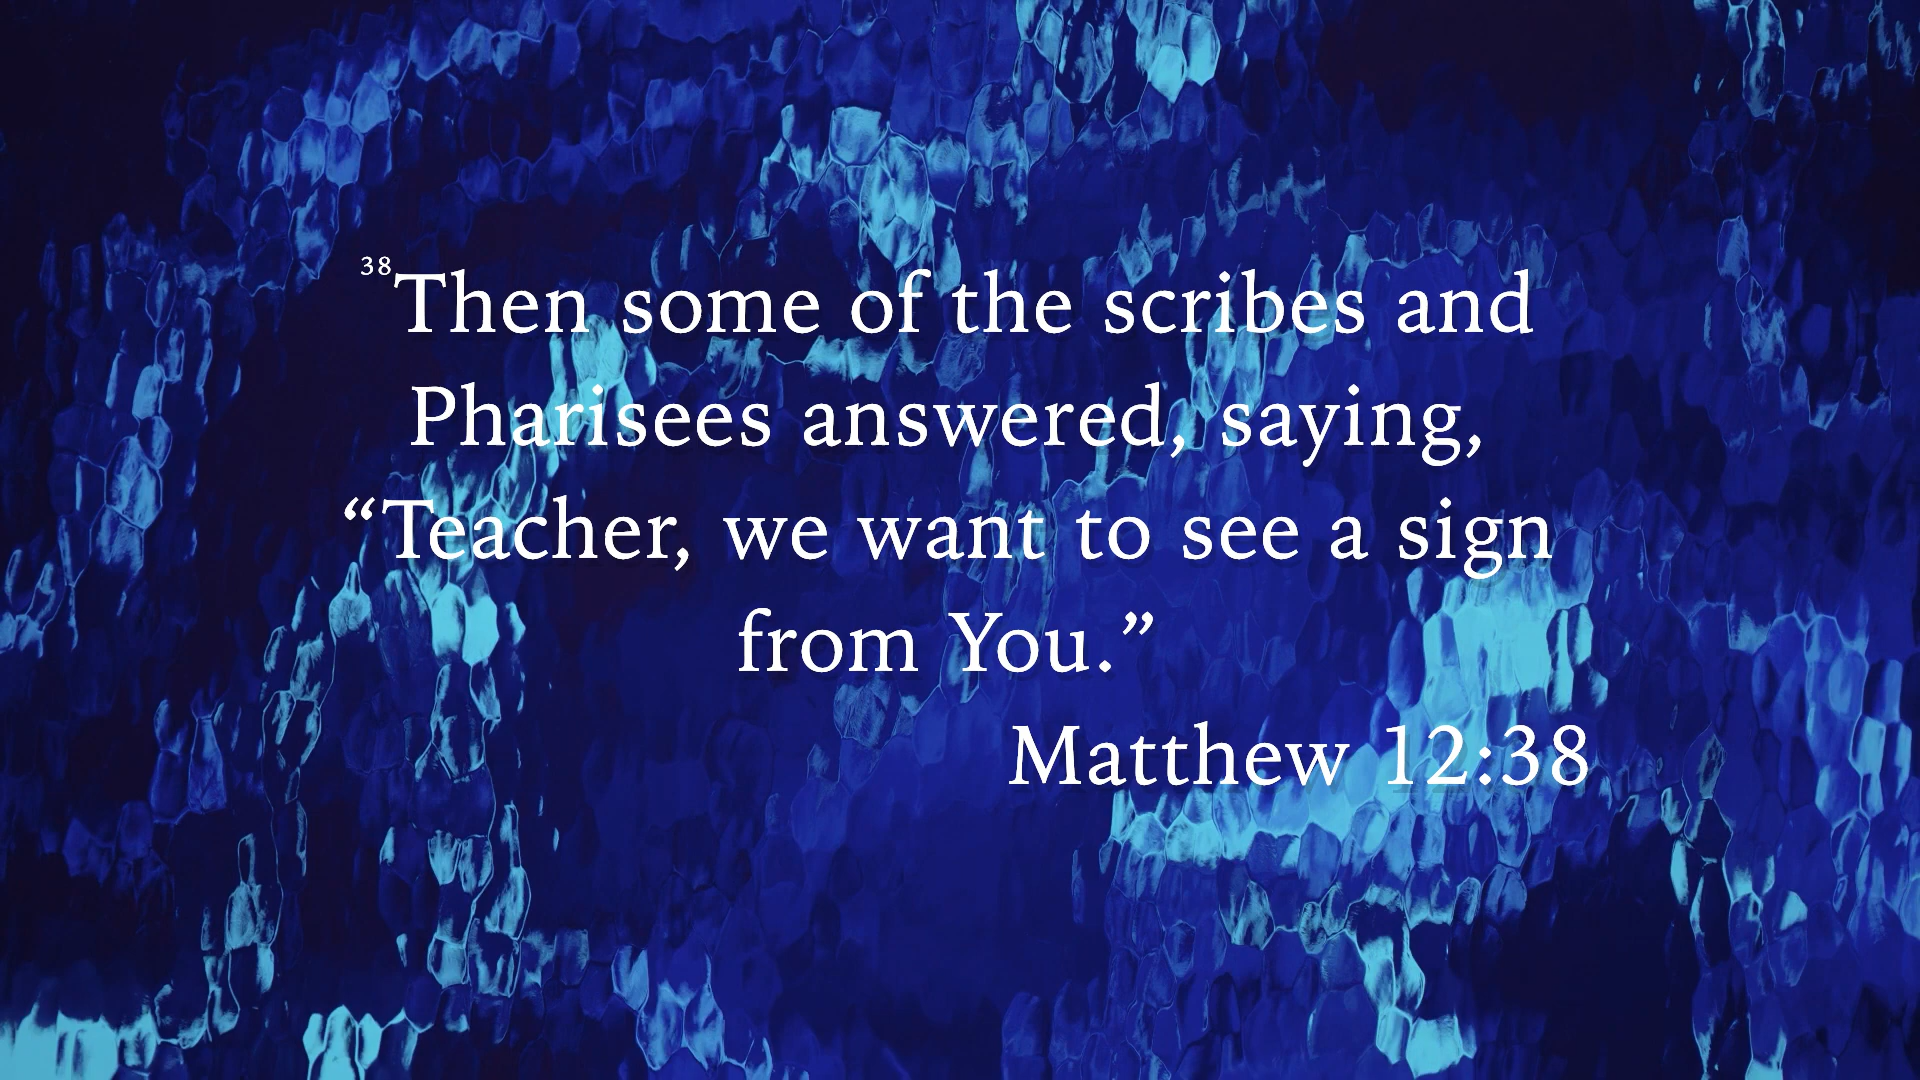 ³⁸Then some of the scribes and
Pharisees answered, saying,
“Teacher, we want to see a sign
from You.”
Matthew 12:38